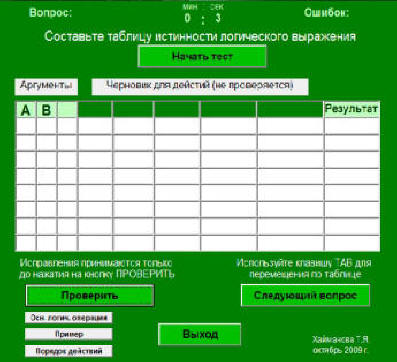 Вопрос:
МИН : СЕК
Ошибок:
0 : 3
Составьте таблицу истинности логического выражения
Начать тест
Аргументы
Черновик для действий (не проверяется)
А В Результат
Исправления принимаются только
до нажатия на кнопку ПРОВЕРИТЬ
Используйте клавишу TAB для
перемещения по таблице
Проверить
Следующий вопрос
Осн. логич. операции
Пример
Порядок действий
Выход
Хаймакова Т.Я.
октябрь 2009 г.